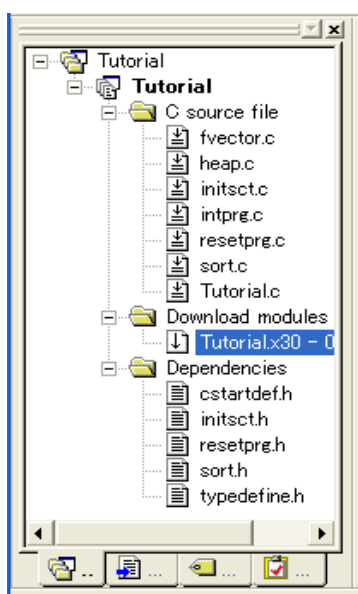 Tutorial
Tutorial
C source file
fvector.c
heap.c
initsct.c
intprg.c
resetprg.c
sort.c
Tutorial.c
Download modules
Tutorial.x30 - 0
Dependencies
cstartdef.h
initsct.h
resetprg.h
sort.h
typedefine.h
.. ... ... ...